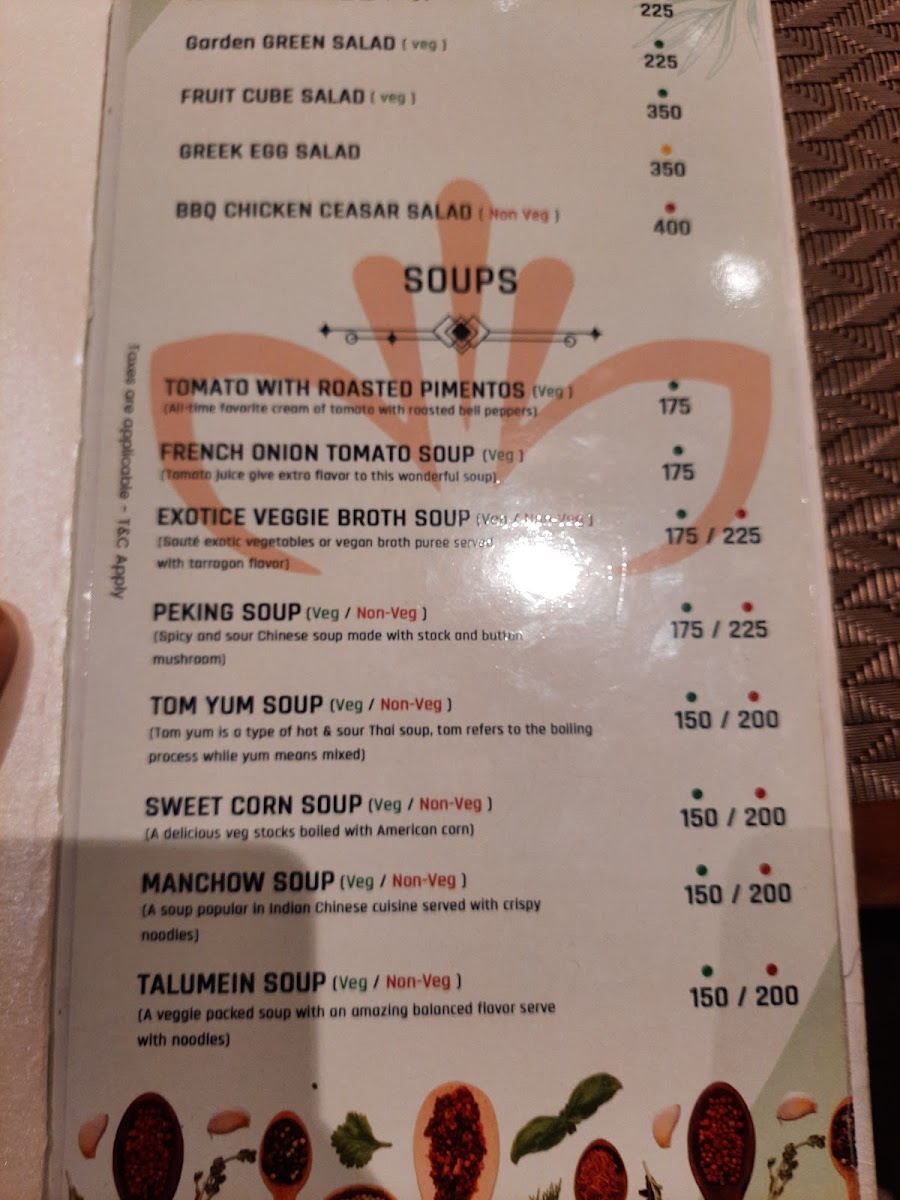 225
Garden GREEN SALAD ( veg ) 225
FRUIT CUBE SALAD ( veg ) 350
GREEK EGG SALAD 350
BBQ CHICKEN CEASAR SALAD ( Non Veg ) 400
SOUPS
TOMATO WITH ROASTED PIMENTOS (Veg ) 175
(All-time favorite cream of tomato with roasted bell peppers)
FRENCH ONION TOMATO SOUP (Veg ) 175
(Tomato juice give extra flavor to this wonderful soup)
EXOTICE VEGGIE BROTH SOUP (Veg / Non-Veg ) 175 / 225
(Sauté exotic vegetables or vegan broth puree served
with tarragon flavor)
PEKING SOUP (Veg / Non-Veg ) 175 / 225
(Spicy and sour Chinese soup made with stock and button
mushroom)
TOM YUM SOUP (Veg / Non-Veg ) 150 / 200
(Tom yum is a type of hot & sour Thai soup, tom refers to the boiling
process while yum means mixed)
SWEET CORN SOUP (Veg / Non-Veg ) 150 / 200
(A delicious veg stocks boiled with American corn)
MANCHOW SOUP (Veg / Non-Veg ) 150 / 200
(A soup popular in Indian Chinese cuisine served with crispy
noodles)
TALUMEIN SOUP (Veg / Non-Veg ) 150 / 200
(A veggie packed soup with an amazing balanced flavor serve
with noodles)
Taxes are applicable - T&C Apply